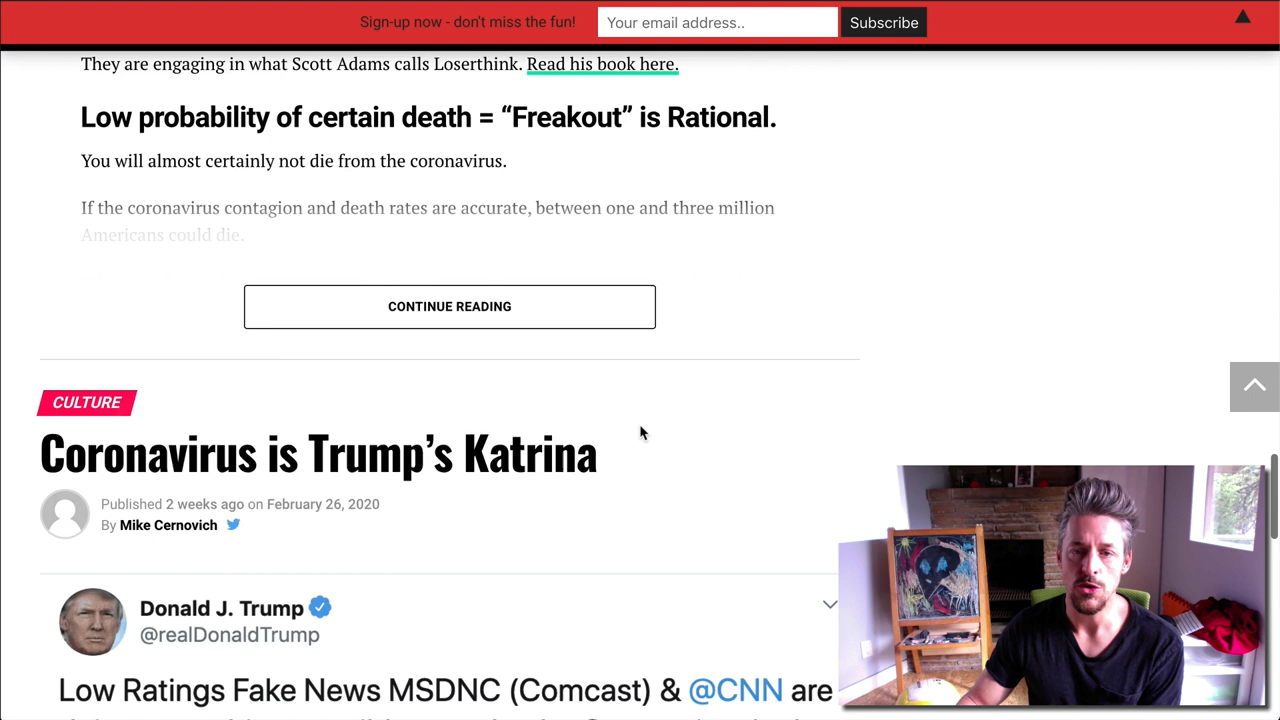 Sign-up now - don't miss the fun!
Your email address..
Subscribe
They are engaging in what Scott Adams calls Loserthink. Read his book here.
Low probability of certain death = “Freakout” is Rational.
You will almost certainly not die from the coronavirus.
If the coronavirus contagion and death rates are accurate, between one and three million
Americans could die.
CONTINUE READING
CULTURE
Coronavirus is Trump’s Katrina
Published 2 weeks ago on February 26, 2020
By Mike Cernovich
Donald J. Trump
@realDonaldTrump
Low Ratings Fake News MSDNC (Comcast) & @CNN are